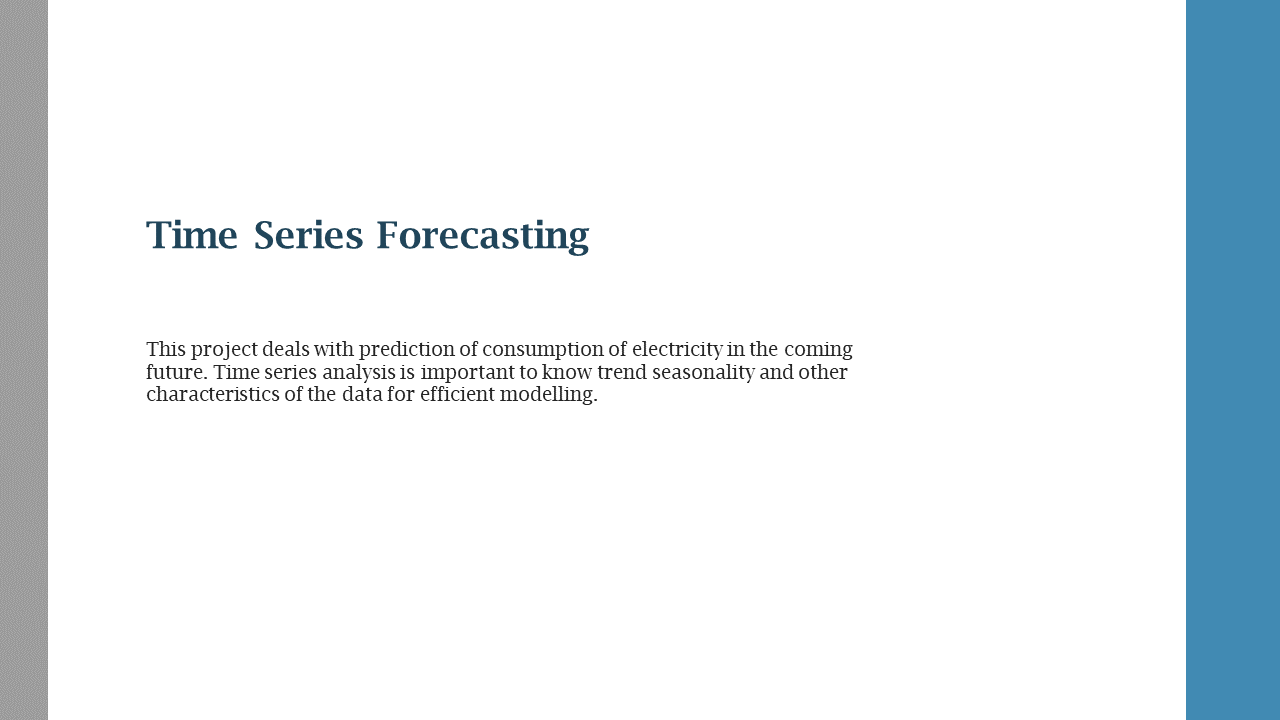 Time Series Forecasting
This project deals with prediction of consumption of electricity in the coming
future. Time series analysis is important to know trend seasonality and other
characteristics of the data for efficient modelling.